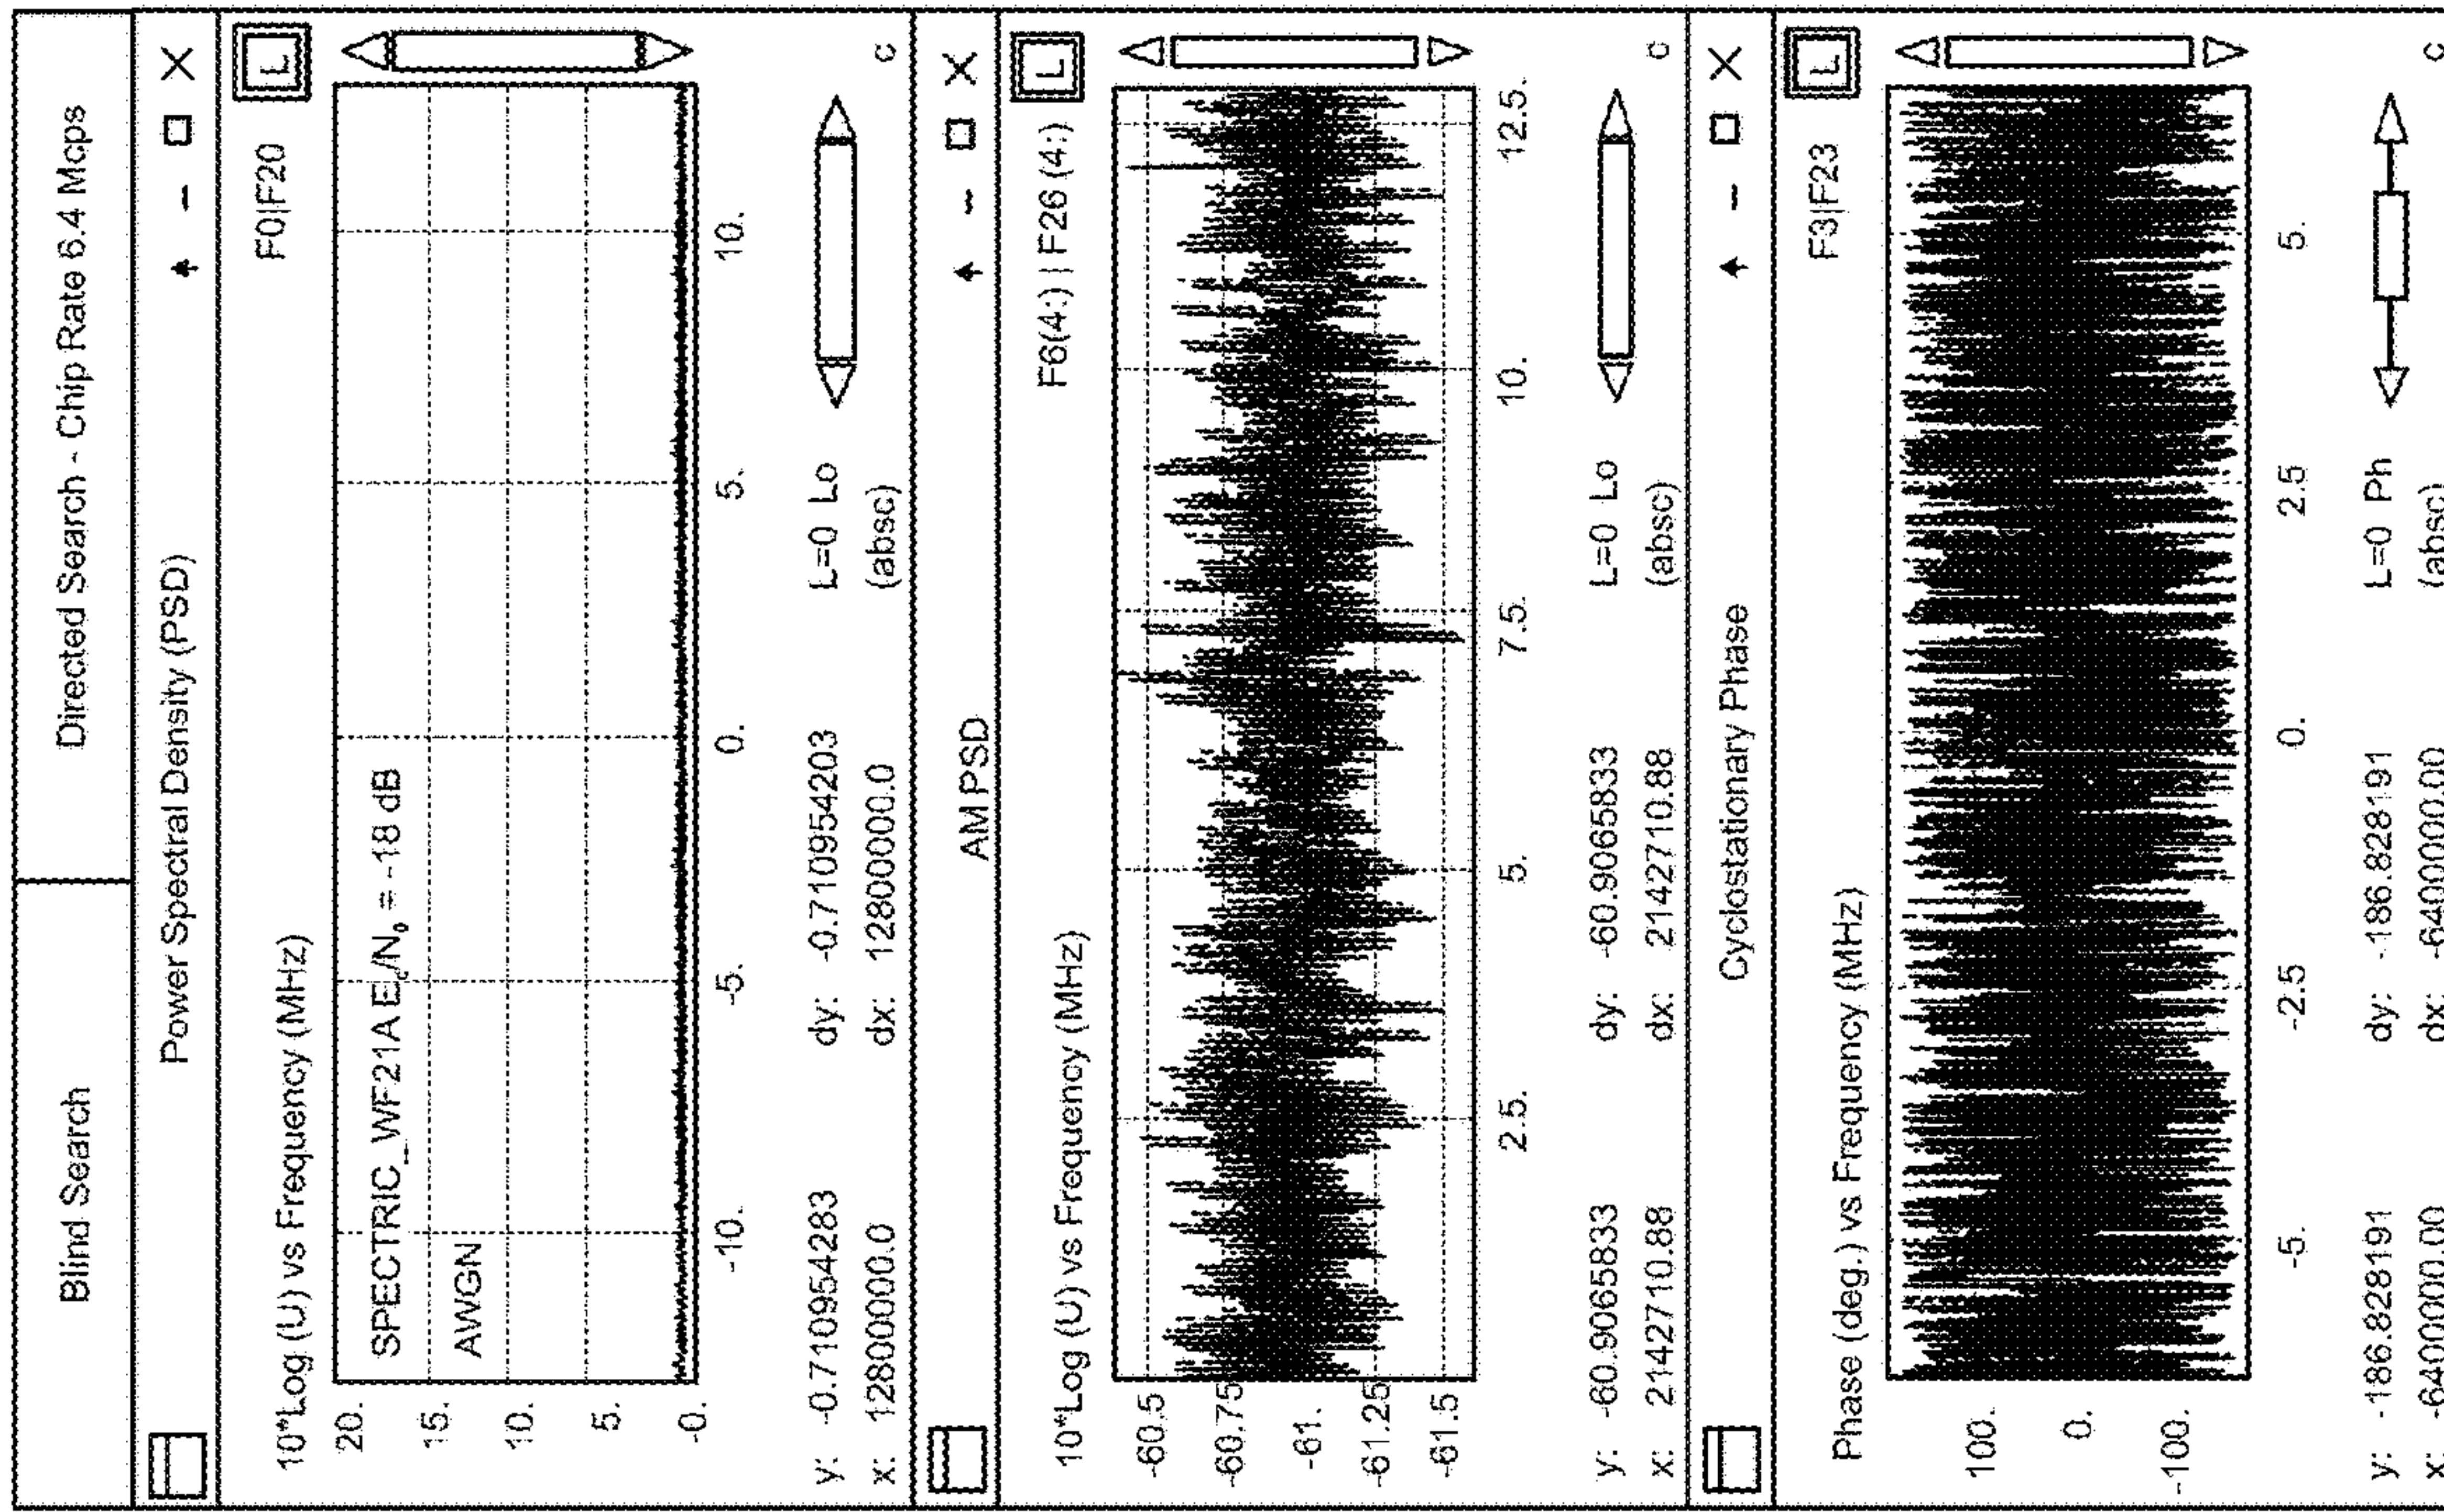 Blind Search
Directed Search - Chip Rate 6.4 Mcps
Power Spectral Density (PSD)
X
10*Log (U) vs Frequency (MHz)
F0|F20
L
20.
SPECTRIC_WF21A Ec/N0 = -18 dB
15.
AWGN
10.
5.
-0.
-10. -5. 0. 5. 10.
y: -0.7110954283 dy: -0.7110954203 L=0 Lo
x: 12800000.0 dx: 12800000.0 (absc) c
AM PSD
X
10*Log (U) vs Frequency (MHz)
F6(4:) | F26 (4:)
L
-60.5
-60.75
-61.
-61.25
-61.5
2.5. 5. 7.5. 10. 12.5.
y: -60.9065833 dy: -60.9065833 L=0 Lo
x: 2142710.88 dx: 2142710.88 (absc) c
Cyclostationary Phase
X
Phase (deg.) vs Frequency (MHz)
F3|F23
L
100.
0.
-100.
-5. -2.5 0. 2.5 5.
y: -186.828191 dy: -186.828191 L=0 Ph
x: -6400000.00 dx: -6400000.00 (absc) c